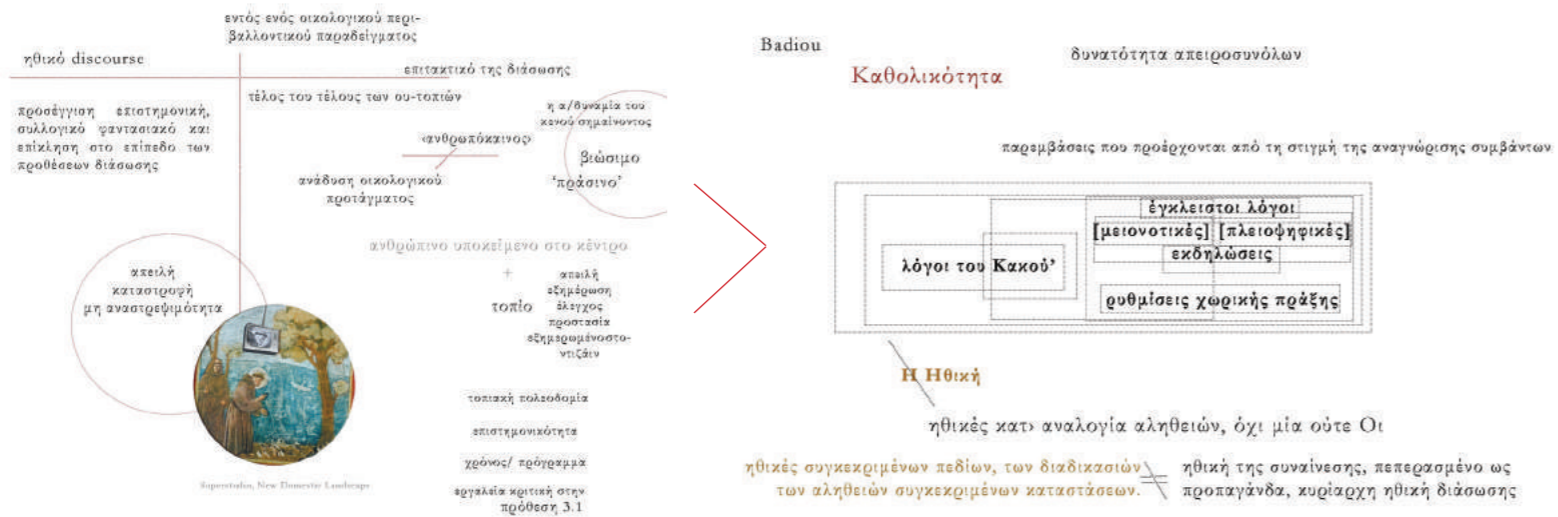 εντός ενός οικολογικού περι-
βαλλοντικού παραδείγματος
ηθικό discourse
επιτακτικό της διάσωσης
τέλος του τέλους των ου-τοπιών
προσέγγιση επιστημονική,
συλλογικό φαντασιακό και
επίκληση στο επίπεδο των
προθέσεων διάσωσης
η α/δυναμία του
κενού σημαίνοντος
‹ανθρωπόκαινος›
βιώσιμο
‘πράσινο’
ανάδυση οικολογικού
προτάγματος
ανθρώπινο υποκείμενο στο κέντρο
+
τοπίο
απειλή
εξημέρωση
έλεγχος
προστασία
εξημερωμένοστο-
ντιζάιν
απειλή
καταστροφή
μη αναστρεψιμότητα
τοπιακή πολεοδομία
επιστημονικότητα
χρόνος/ πρόγραμμα
εργαλεία κριτική στην
πρόθεση 3.1
Superstudio, New Domestic Landscape
Badiou
Καθολικότητα
δυνατότητα απειροσυνόλων
παρεμβάσεις που προέρχονται από τη στιγμή της αναγνώρισης συμβάντων
έγκλειστοι λόγοι
[μειονοτικές] [πλειοψηφικές]
εκδηλώσεις
λόγοι του Κακού’
ρυθμίσεις χωρικής πράξης
Η Ηθική
ηθικές κατ› αναλογία αληθειών, όχι μία ούτε Οι
ηθικές συγκεκριμένων πεδίων, των διαδικασιών
των αληθειών συγκεκριμένων καταστάσεων.
ηθική της συναίνεσης, πεπερασμένο ως
προπαγάνδα, κυρίαρχη ηθική διάσωσης